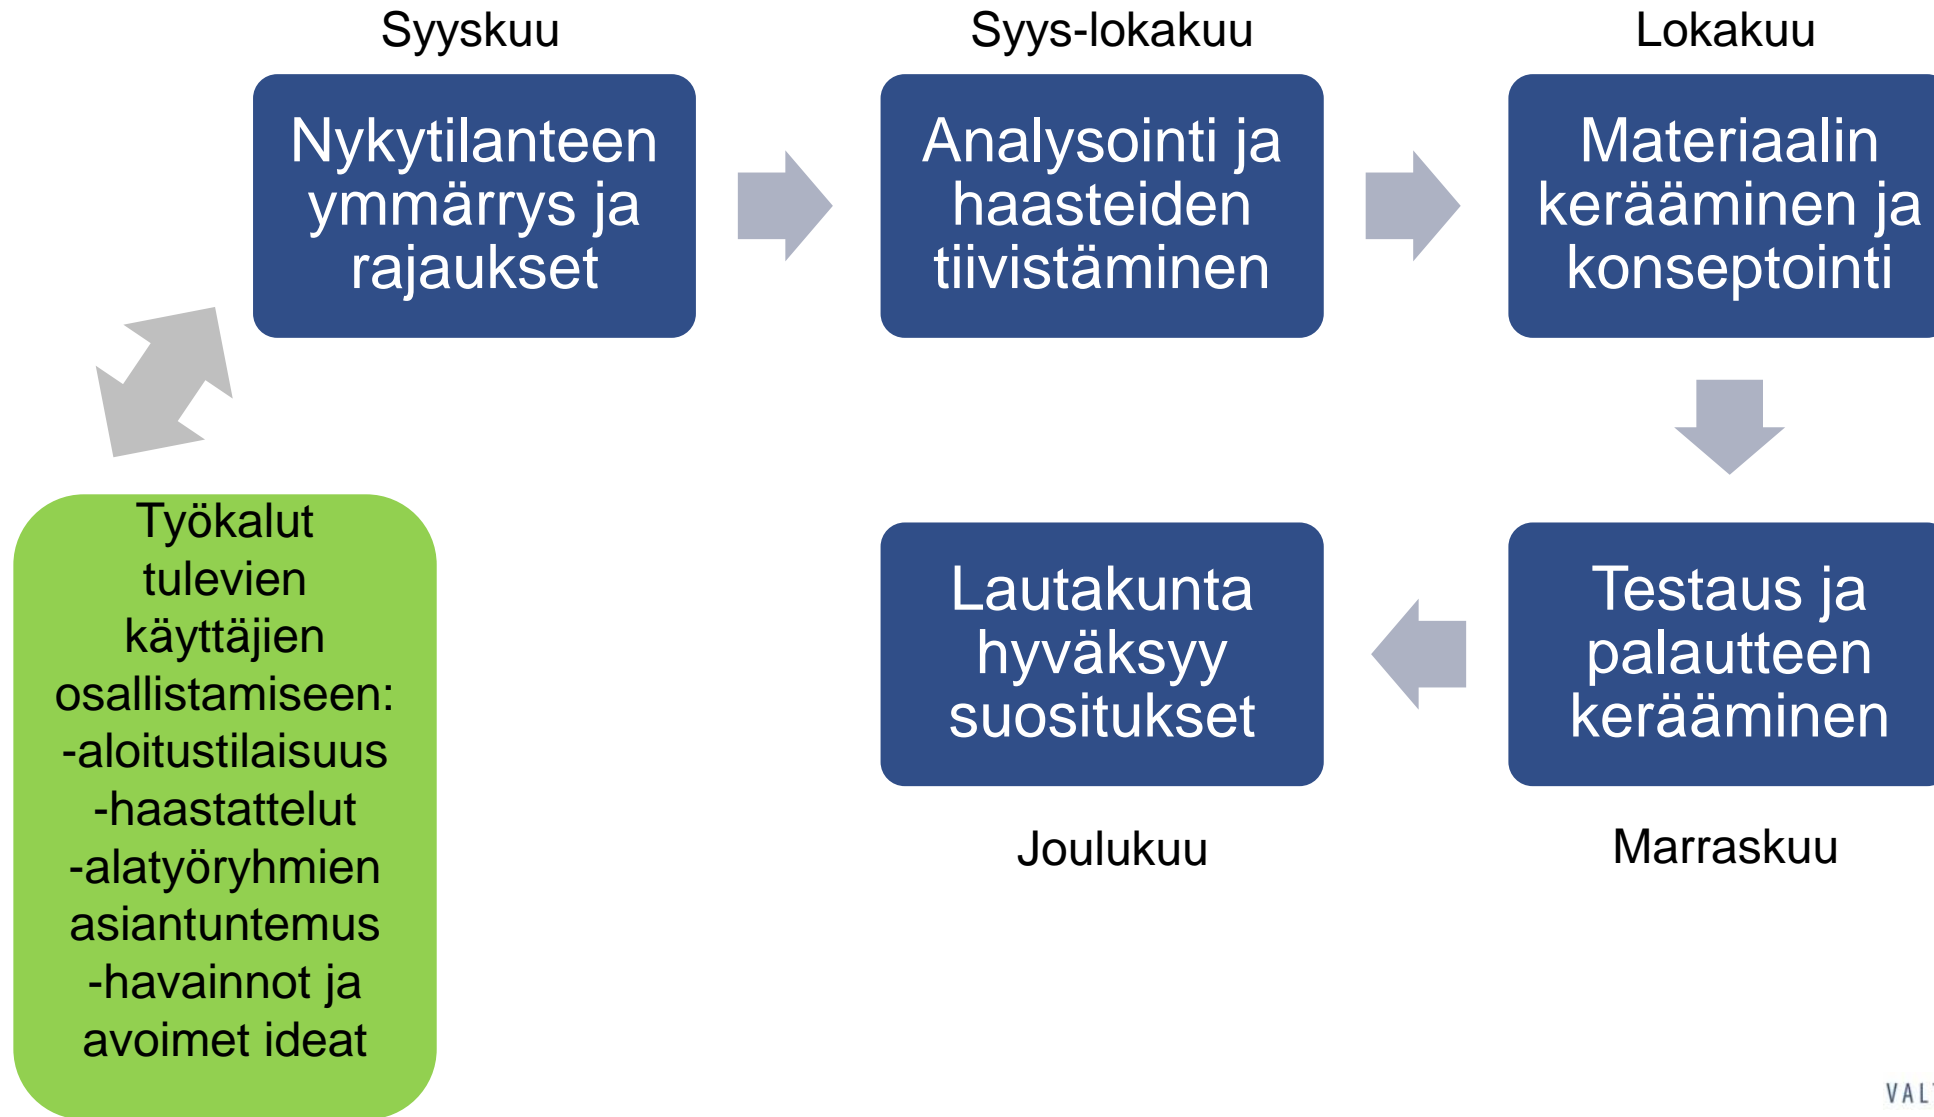 Syyskuu
Nykytilanteen
ymmärrys ja
rajaukset
Syys-lokakuu
Analysointi ja
haasteiden
tiivistäminen
Lokakuu
Materiaalin
kerääminen ja
konseptointi
Työkalut
tulevien
käyttäjien
osallistamiseen:
-aloitustilaisuus
-haastattelut
-alatyöryhmien
asiantuntemus
-havainnot ja
avoimet ideat
Lautakunta
hyväksyy
suositukset
Joulukuu
Testaus ja
palautteen
kerääminen
Marraskuu